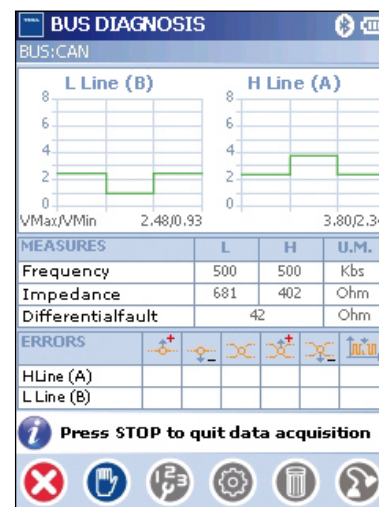 BUS DIAGNOSIS
BUS:CAN
L Line (B)
H Line (A)
8
6
4
2
0
8
6
4
2
0
VMax/VMin 2.48/0.93 3.80/2.34
MEASURES L H U.M.
Frequency 500 500 Kbs
Impedance 681 402 Ohm
Differentialfault 42 Ohm
ERRORS
HLine (A)
L Line (B)
Press STOP to quit data acquisition